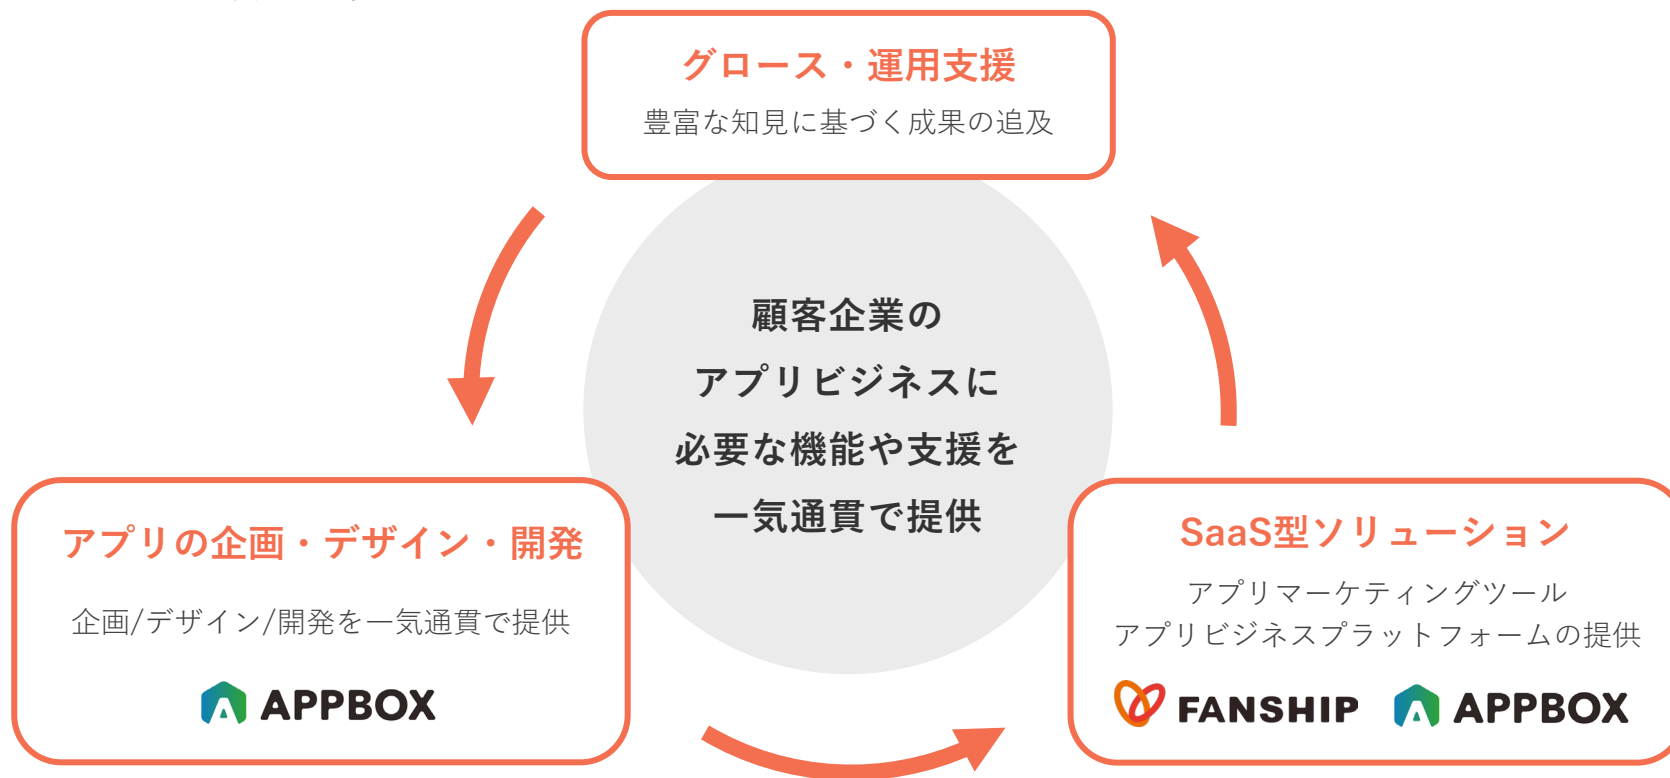 グロース・運用支援
豊富な知見に基づく成果の追及
顧客企業の
アプリビジネスに
必要な機能や支援を
一気通貫で提供
アプリの企画・デザイン・開発
企画/デザイン/開発を一気通貫で提供
APPBOX
SaaS型ソリューション
アプリマーケティングツール
アプリビジネスプラットフォームの提供
FANSHIP APPBOX